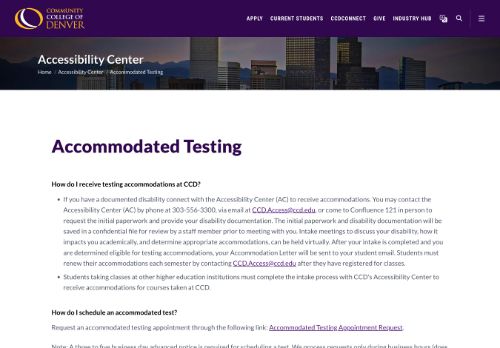 COMMUNITY
COLLEGE OF
DENVER
APPLY
CURRENT STUDENTS
CCDCONNECT
GIVE
INDUSTRY HUB
Accessibility Center
Home / Accessibility Center / Accommodated Testing
Accommodated Testing
How do I receive testing accommodations at CCD?
• If you have a documented disability connect with the Accessibility Center (AC) to receive accommodations. You may contact the
Accessibility Center (AC) by phone at 303-556-3300, via email at CCD.Access@ccd.edu, or come to Confluence 121 in person to
request the initial paperwork and provide your disability documentation. The initial paperwork and disability documentation will be
saved in a confidential file for review by a staff member prior to meeting with you. Intake meetings to discuss your disability, how it
impacts you academically, and determine appropriate accommodations, can be held virtually. After your intake is completed and you
are determined eligible for testing accommodations, your Accommodation Letter will be sent to your student email. Students must
renew their accommodations each semester by contacting CCD.Access@ccd.edu after they have registered for classes.
• Students taking classes at other higher education institutions must complete the intake process with CCD's Accessibility Center to
receive accommodations for courses taken at CCD.
How do I schedule an accommodated test?
Request an accommodated testing appointment through the following link: Accommodated Testing Appointment Request.
Note: A three to five business day advanced notice is required for scheduling a test. We process requests only during business hours (days